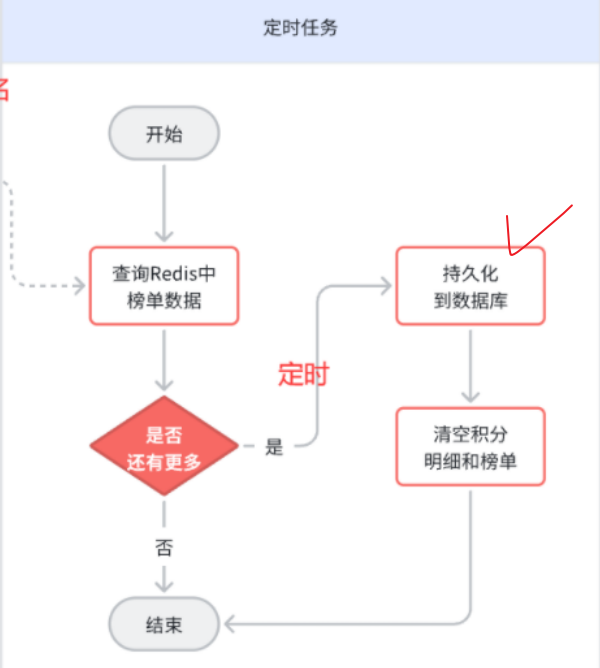 定时任务
开始
查询Redis中
榜单数据
持久化
到数据库
定时
是否
还有更多
是
清空积分
明细和榜单
否
结束